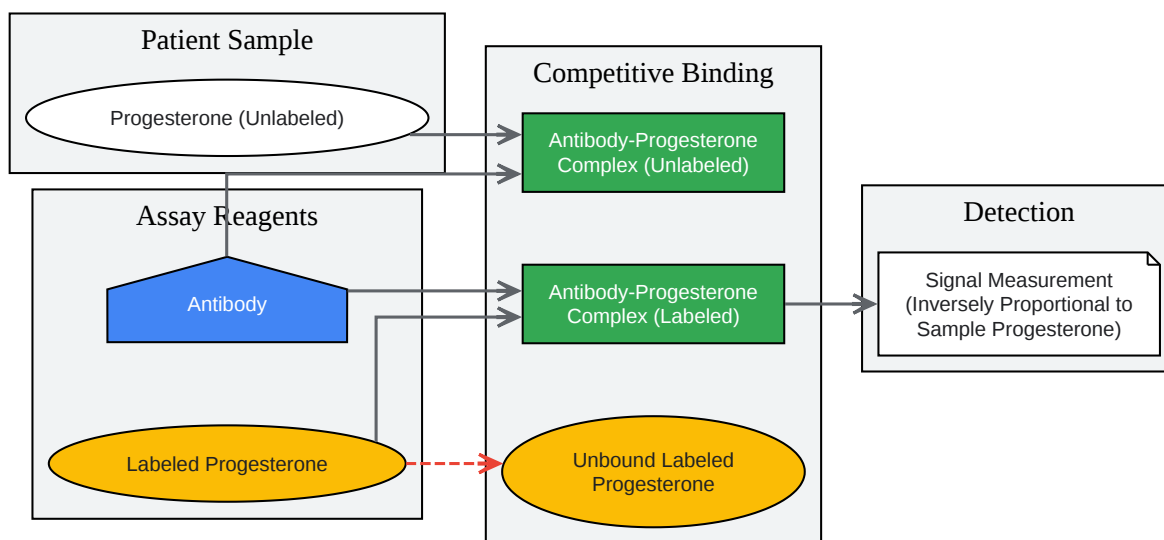 Patient Sample
Progesterone (Unlabeled)
Assay Reagents
Antibody
Labeled Progesterone
Competitive Binding
Antibody-Progesterone
Complex (Unlabeled)
Antibody-Progesterone
Complex (Labeled)
Unbound Labeled
Progesterone
Detection
Signal Measurement
(Inversely Proportional to
Sample Progesterone)